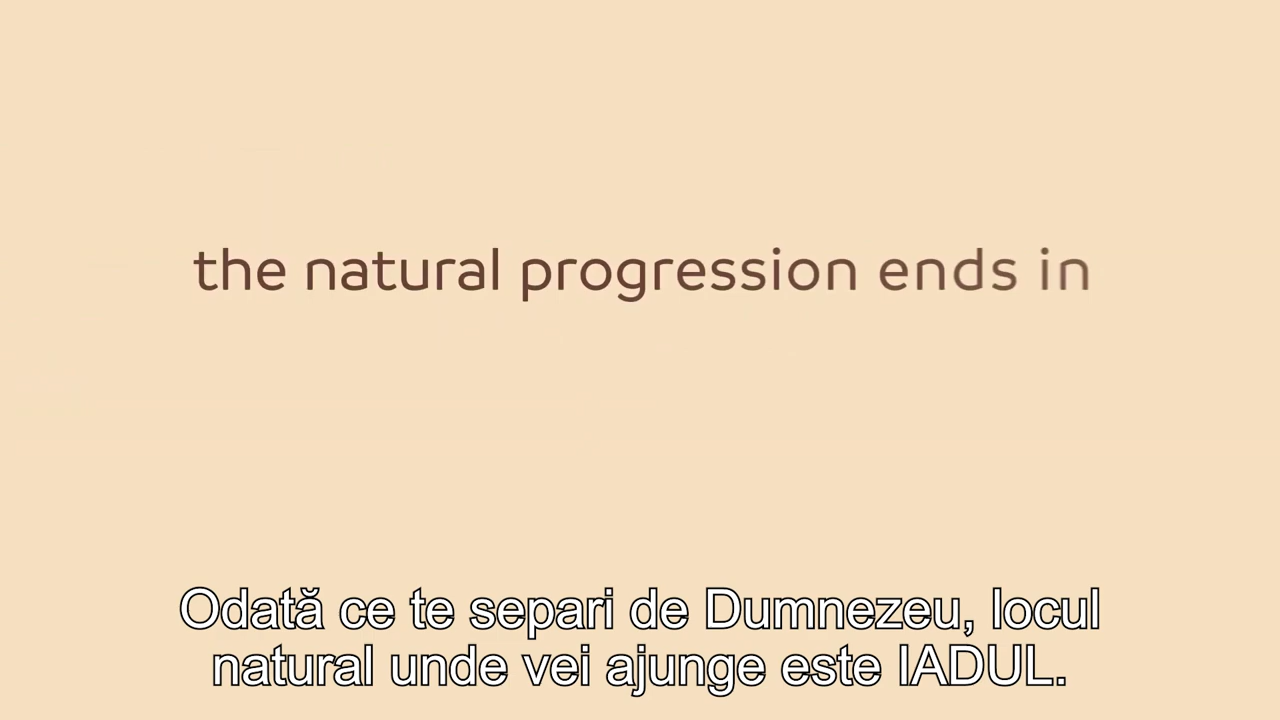 the natural progression ends in
Odată ce te separi de Dumnezeu, locul
natural unde vei ajunge este IADUL.